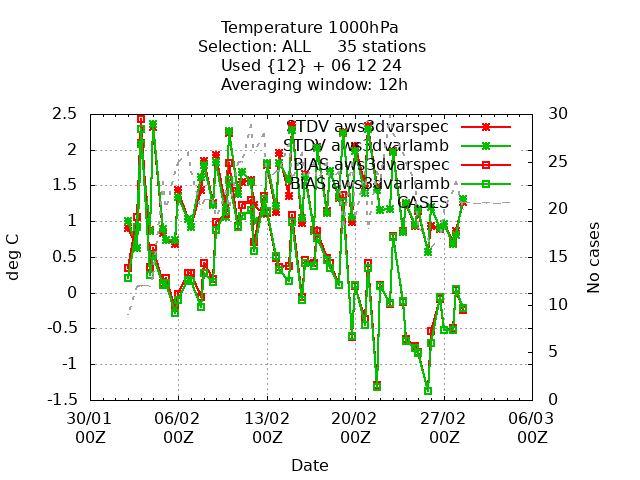 Temperature 1000hPa
Selection: ALL 35 stations
Used {12} + 06 12 24
Averaging window: 12h
2.5
2
1.5
1
0.5
0
-0.5
-1
-1.5
deg C
30
25
20
15
10
5
0
No cases
STDV aws3dvarspec
STDV aws3dvarlamb
BIAS aws3dvarspec
BIAS aws3dvarlamb
CASES
30/01 06/02 13/02 20/02 27/02 06/03
00Z 00Z 00Z 00Z 00Z 00Z
Date